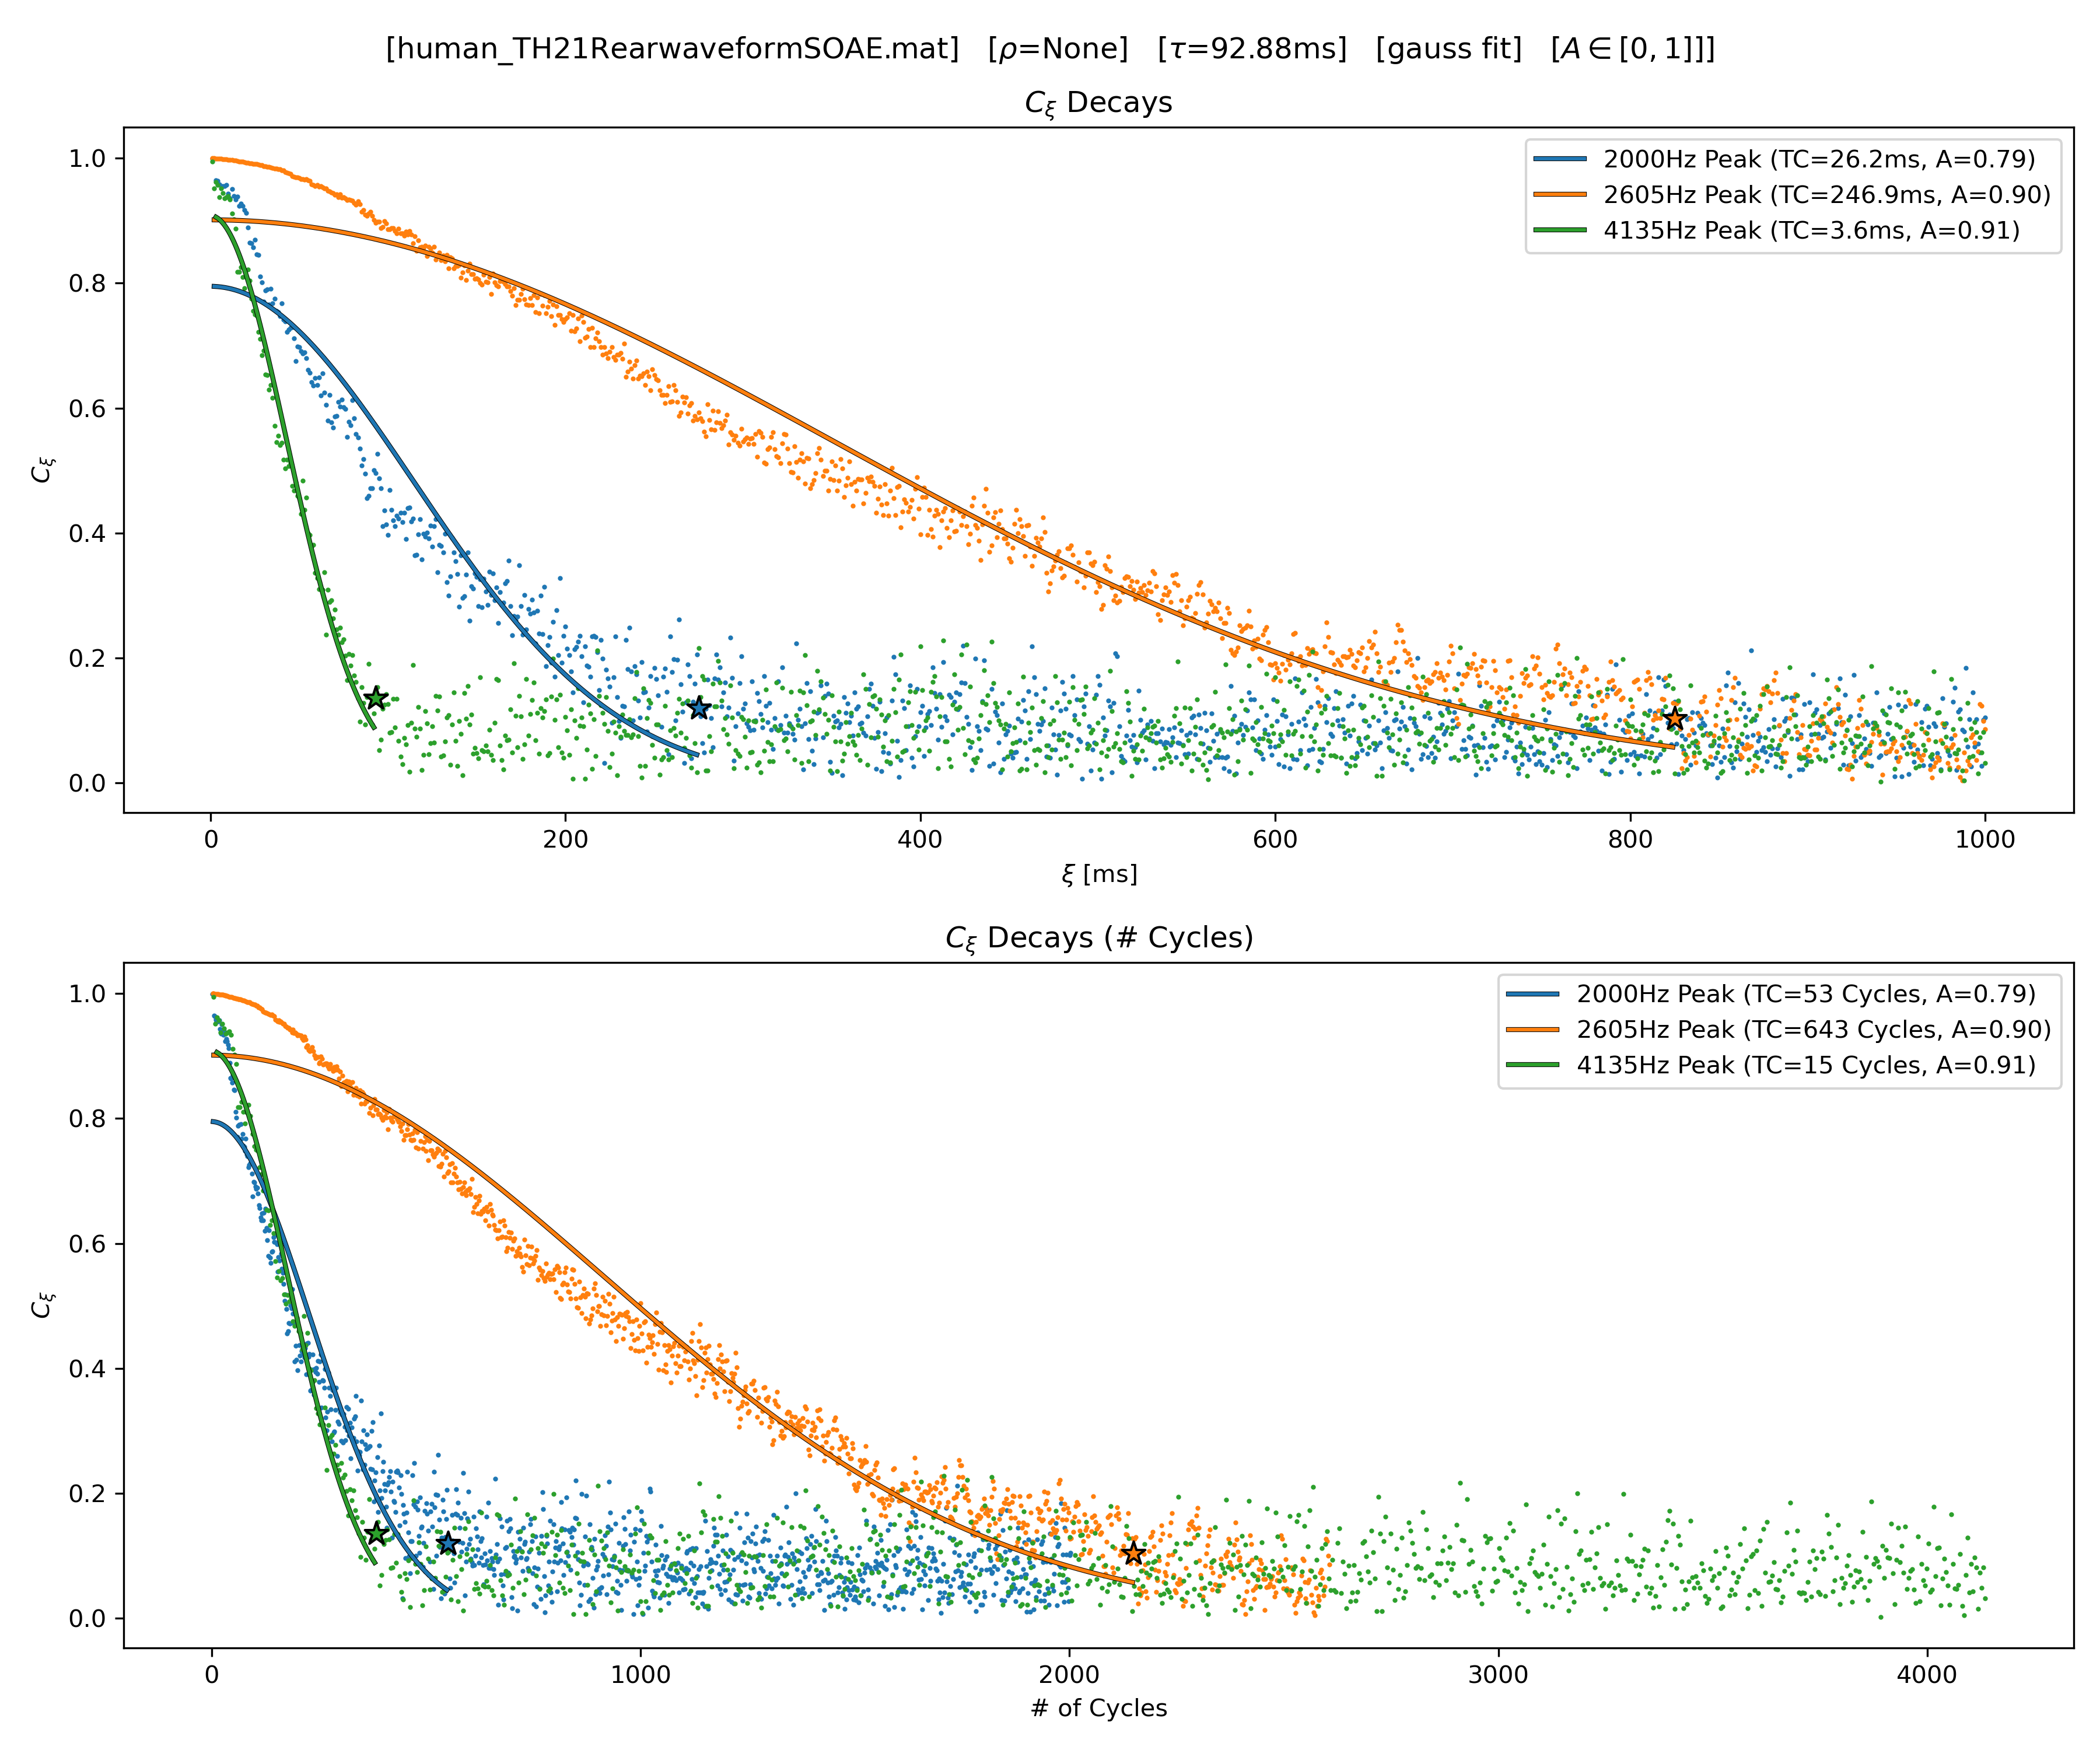 [human_TH21RearwaveformSOAE.mat]   [ρ=None]   [τ=92.88ms]   [gauss fit]   [A ∈ [0, 1]]]
C_ξ Decays
2000Hz Peak (TC=26.2ms, A=0.79)
2605Hz Peak (TC=246.9ms, A=0.90)
4135Hz Peak (TC=3.6ms, A=0.91)
1.0
0.8
0.6
0.4
0.2
0.0
C_ξ
0 200 400 600 800 1000
ξ [ms]
C_ξ Decays (# Cycles)
2000Hz Peak (TC=53 Cycles, A=0.79)
2605Hz Peak (TC=643 Cycles, A=0.90)
4135Hz Peak (TC=15 Cycles, A=0.91)
1.0
0.8
0.6
0.4
0.2
0.0
C_ξ
0 1000 2000 3000 4000
# of Cycles